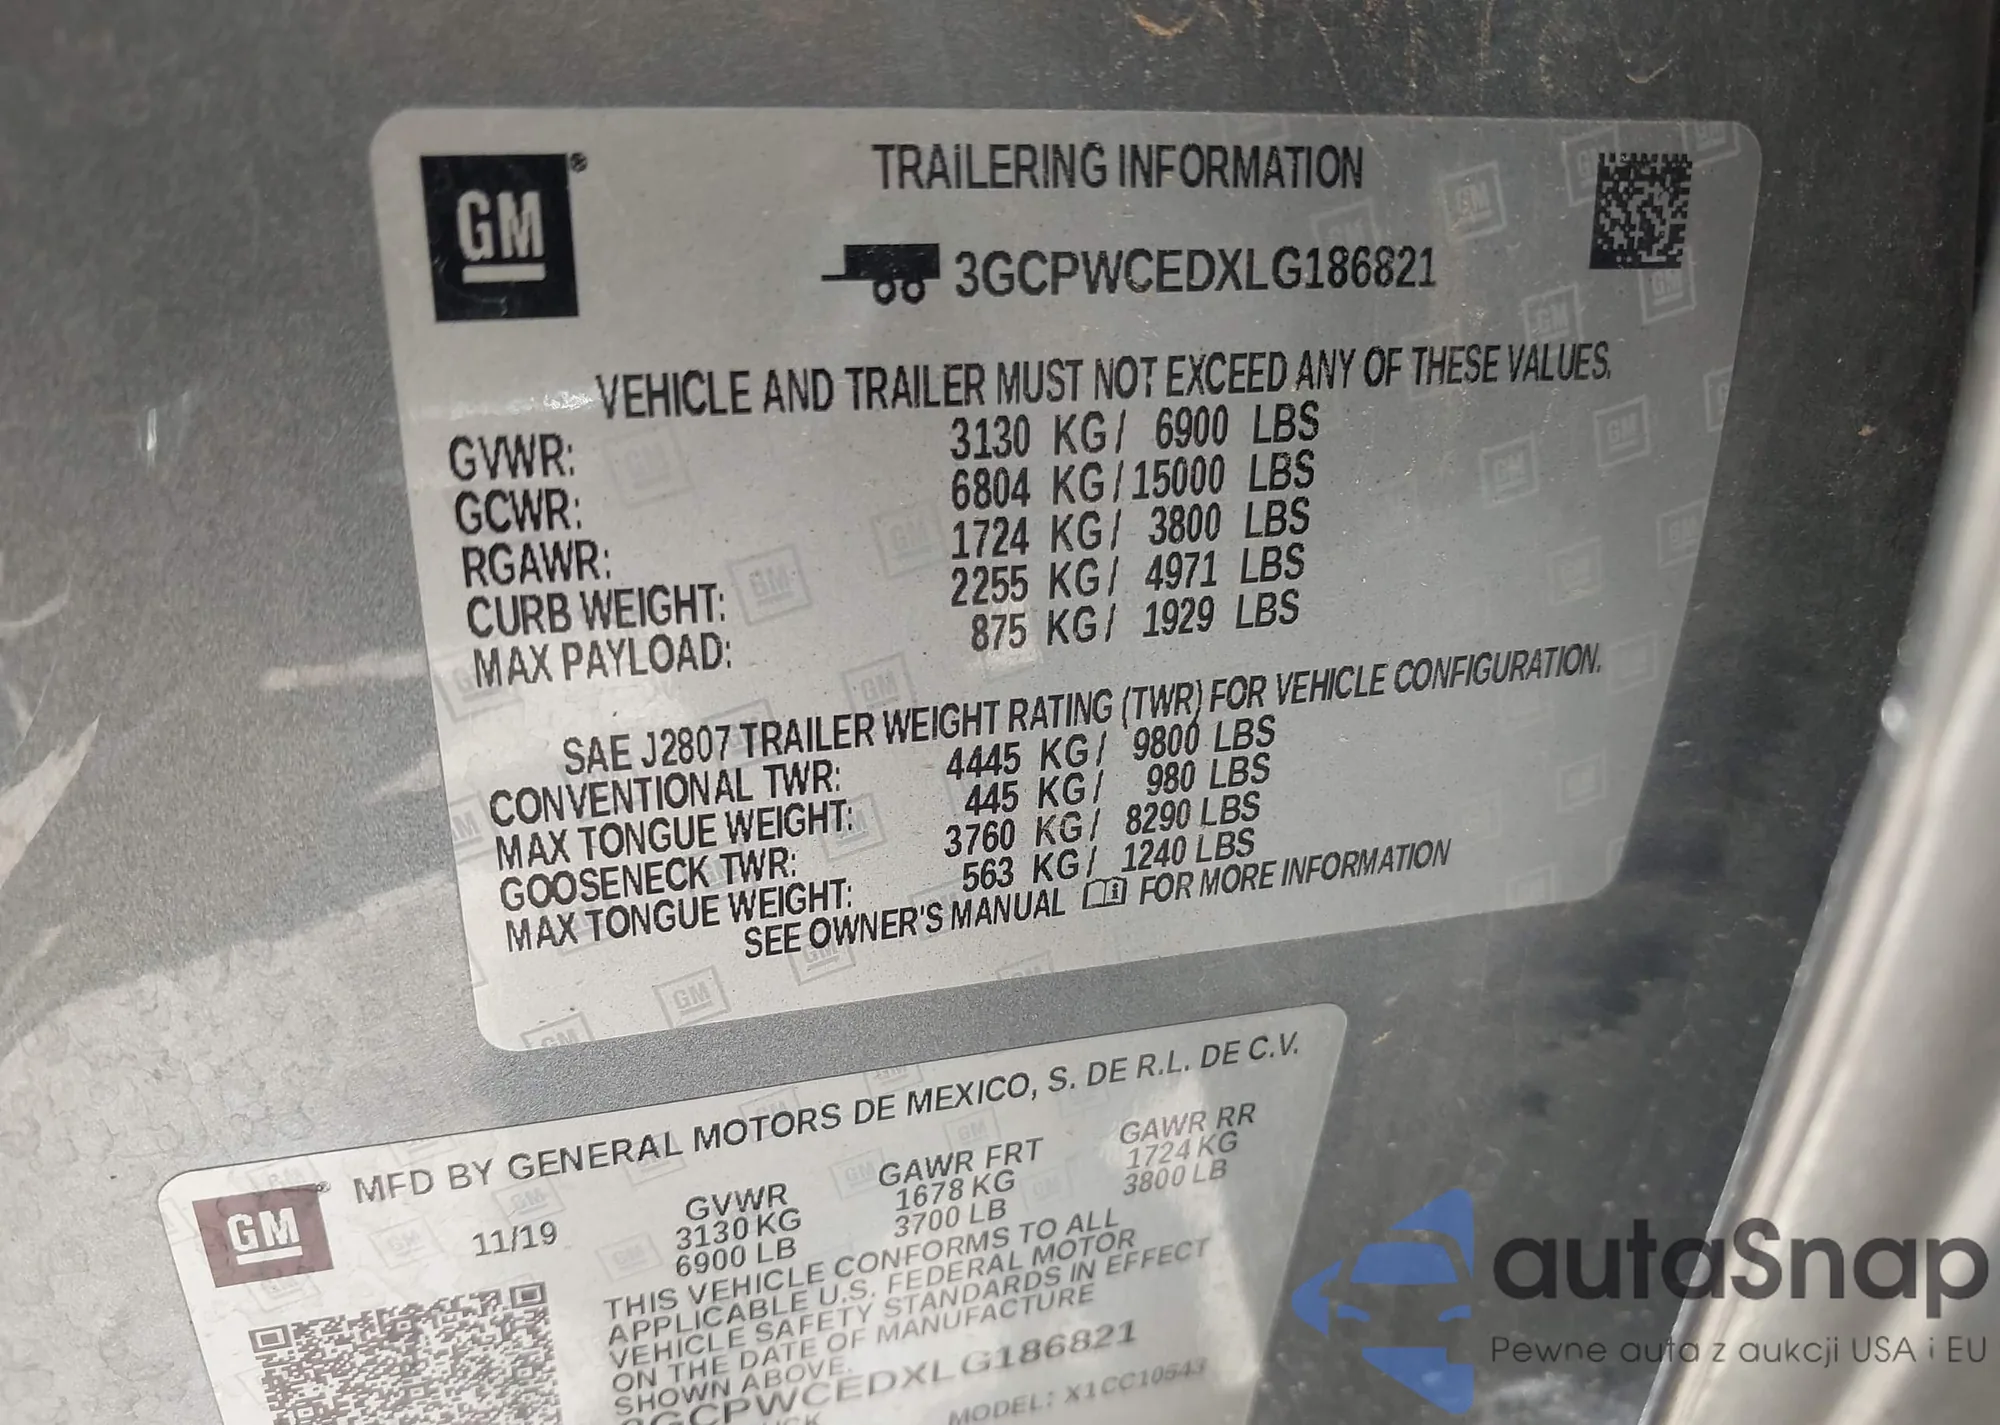 GM
TRAILERING INFORMATION
3GCPWCEDXLG186821
VEHICLE AND TRAILER MUST NOT EXCEED ANY OF THESE VALUES.
GVWR: 3130 KG / 6900 LBS
GCWR: 6804 KG / 15000 LBS
RGAWR: 1724 KG / 3800 LBS
CURB WEIGHT: 2255 KG / 4971 LBS
MAX PAYLOAD: 875 KG / 1929 LBS
SAE J2807 TRAILER WEIGHT RATING (TWR) FOR VEHICLE CONFIGURATION.
CONVENTIONAL TWR: 4445 KG / 9800 LBS
MAX TONGUE WEIGHT: 445 KG / 980 LBS
GOOSENECK TWR: 3760 KG / 8290 LBS
MAX TONGUE WEIGHT: 563 KG / 1240 LBS
SEE OWNER'S MANUAL FOR MORE INFORMATION
GM
MFD BY GENERAL MOTORS DE MEXICO, S. DE R.L. DE C.V.
11/19 GVWR GAWR FRT GAWR RR
3130 KG 1678 KG 1724 KG
6900 LB 3700 LB 3800 LB
THIS VEHICLE CONFORMS TO ALL
APPLICABLE U.S. FEDERAL MOTOR
VEHICLE SAFETY STANDARDS IN EFFECT
ON THE DATE OF MANUFACTURE
SHOWN ABOVE.
3GCPWCEDXLG186821
MODEL: X1CC10543
autaSnap
Pewne auta z aukcji USA i EU